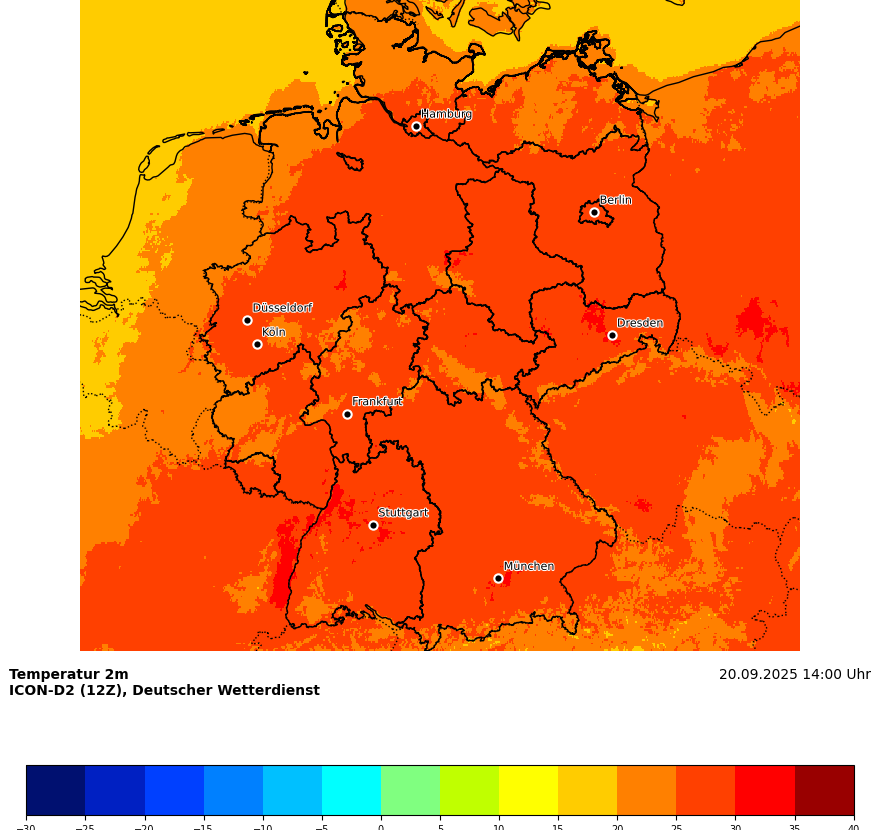 Hamburg
Berlin
Düsseldorf
Köln
Dresden
Frankfurt
Stuttgart
München
Temperatur 2m
20.09.2025 14:00 Uhr
ICON-D2 (12Z), Deutscher Wetterdienst
−30 −25 −20 −15 −10 −5 0 5 10 15 20 25 30 35 40